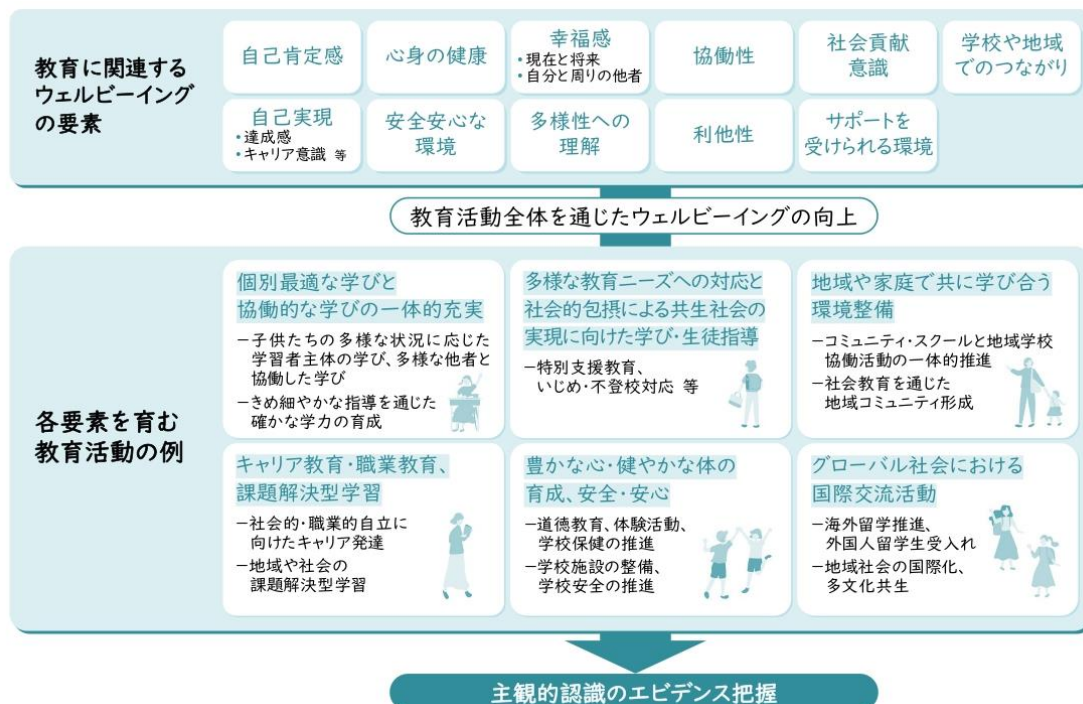 教育に関連する
ウェルビーイング
の要素
自己肯定感
心身の健康
幸福感
•現在と将来
•自分と周りの他者
協働性
社会貢献
意識
学校や地域
でのつながり
自己実現
•達成感
•キャリア意識 等
安全安心な
環境
多様性への
理解
利他性
サポートを
受けられる環境
教育活動全体を通じたウェルビーイングの向上
各要素を育む
教育活動の例
個別最適な学びと
協働的な学びの一体的充実
−子供たちの多様な状況に応じた
学習者主体の学び、多様な他者と
協働した学び
−きめ細やかな指導を通じた
確かな学力の育成
多様な教育ニーズへの対応と
社会的包摂による共生社会の
実現に向けた学び・生徒指導
−特別支援教育、
いじめ・不登校対応 等
地域や家庭で共に学び合う
環境整備
−コミュニティ・スクールと地域学校
協働活動の一体的推進
−社会教育を通じた
地域コミュニティ形成
キャリア教育・職業教育、
課題解決型学習
−社会的・職業的自立に
向けたキャリア発達
−地域や社会の
課題解決型学習
豊かな心・健やかな体の
育成、安全・安心
−道徳教育、体験活動、
学校保健の推進
−学校施設の整備、
学校安全の推進
グローバル社会における
国際交流活動
−海外留学推進、
外国人留学生受入れ
−地域社会の国際化、
多文化共生
主観的認識のエビデンス把握